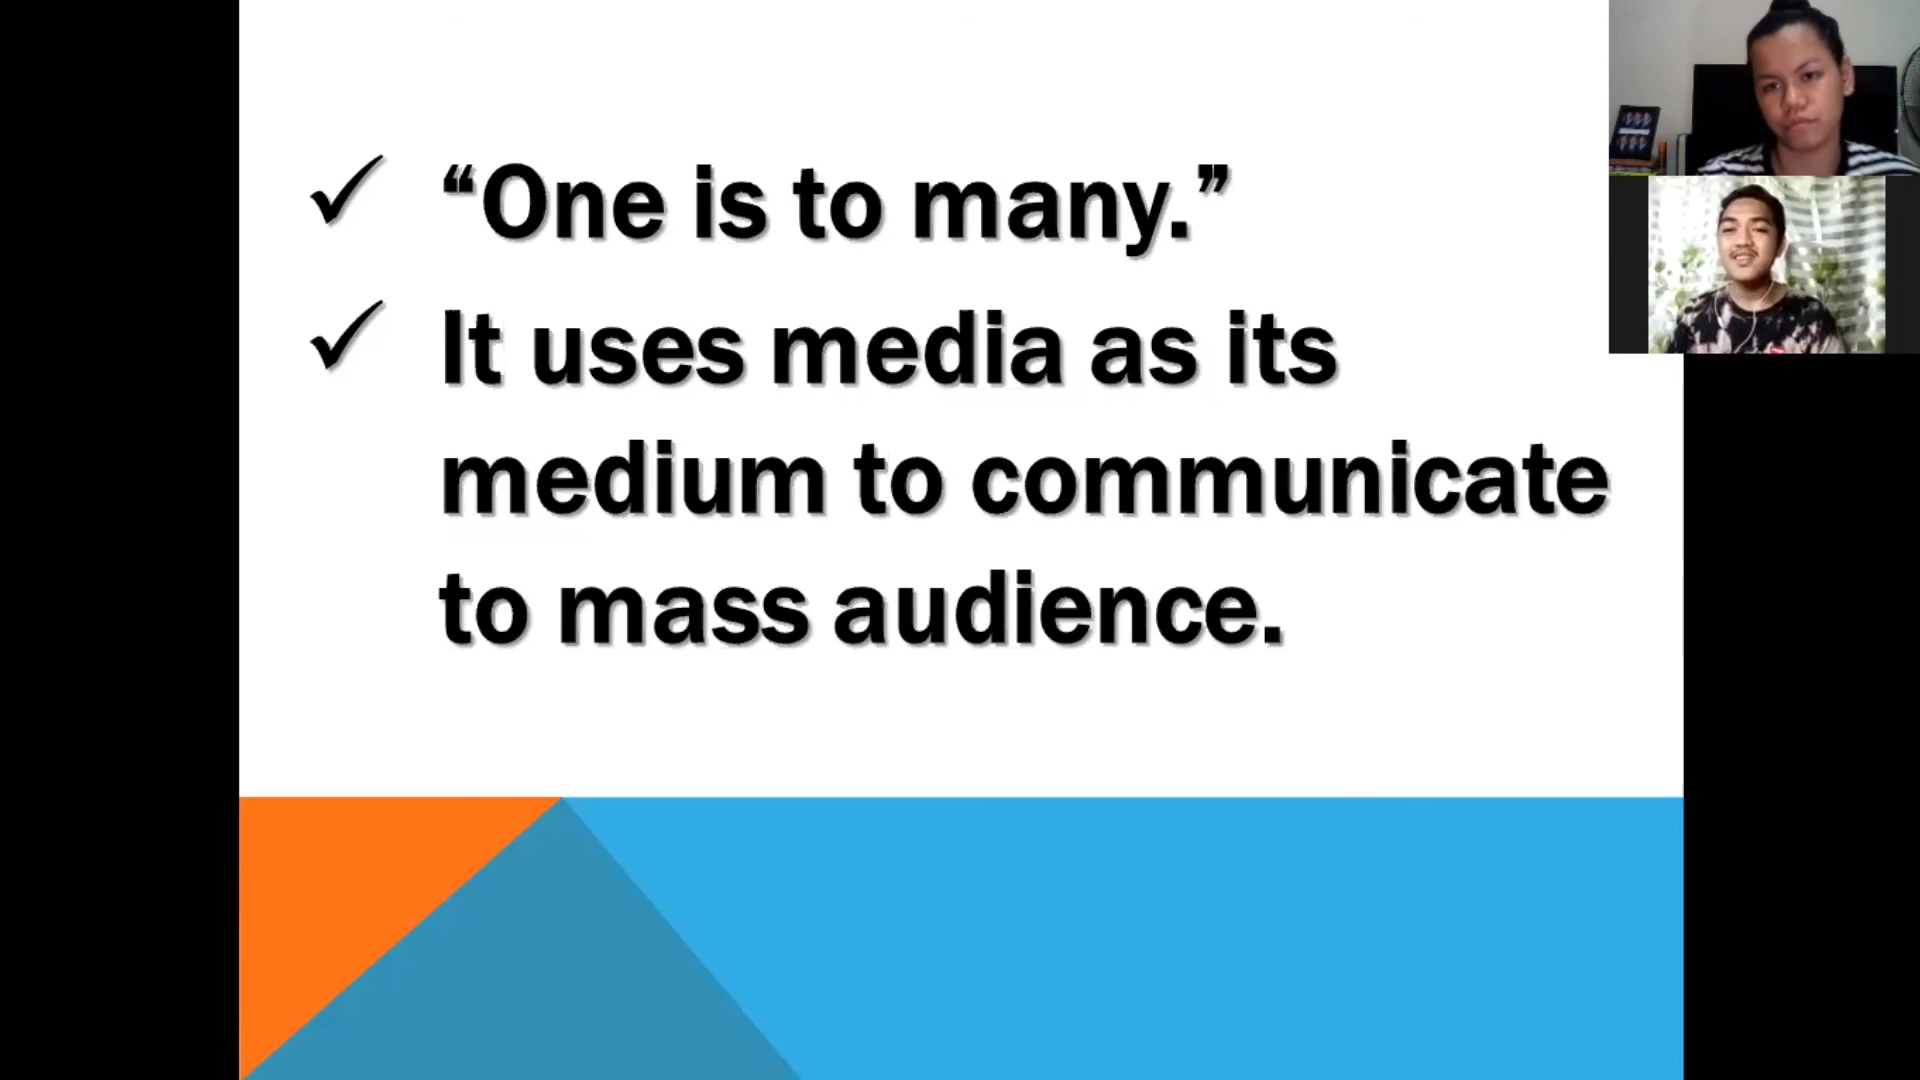 “One is to many.”
It uses media as its
medium to communicate
to mass audience.